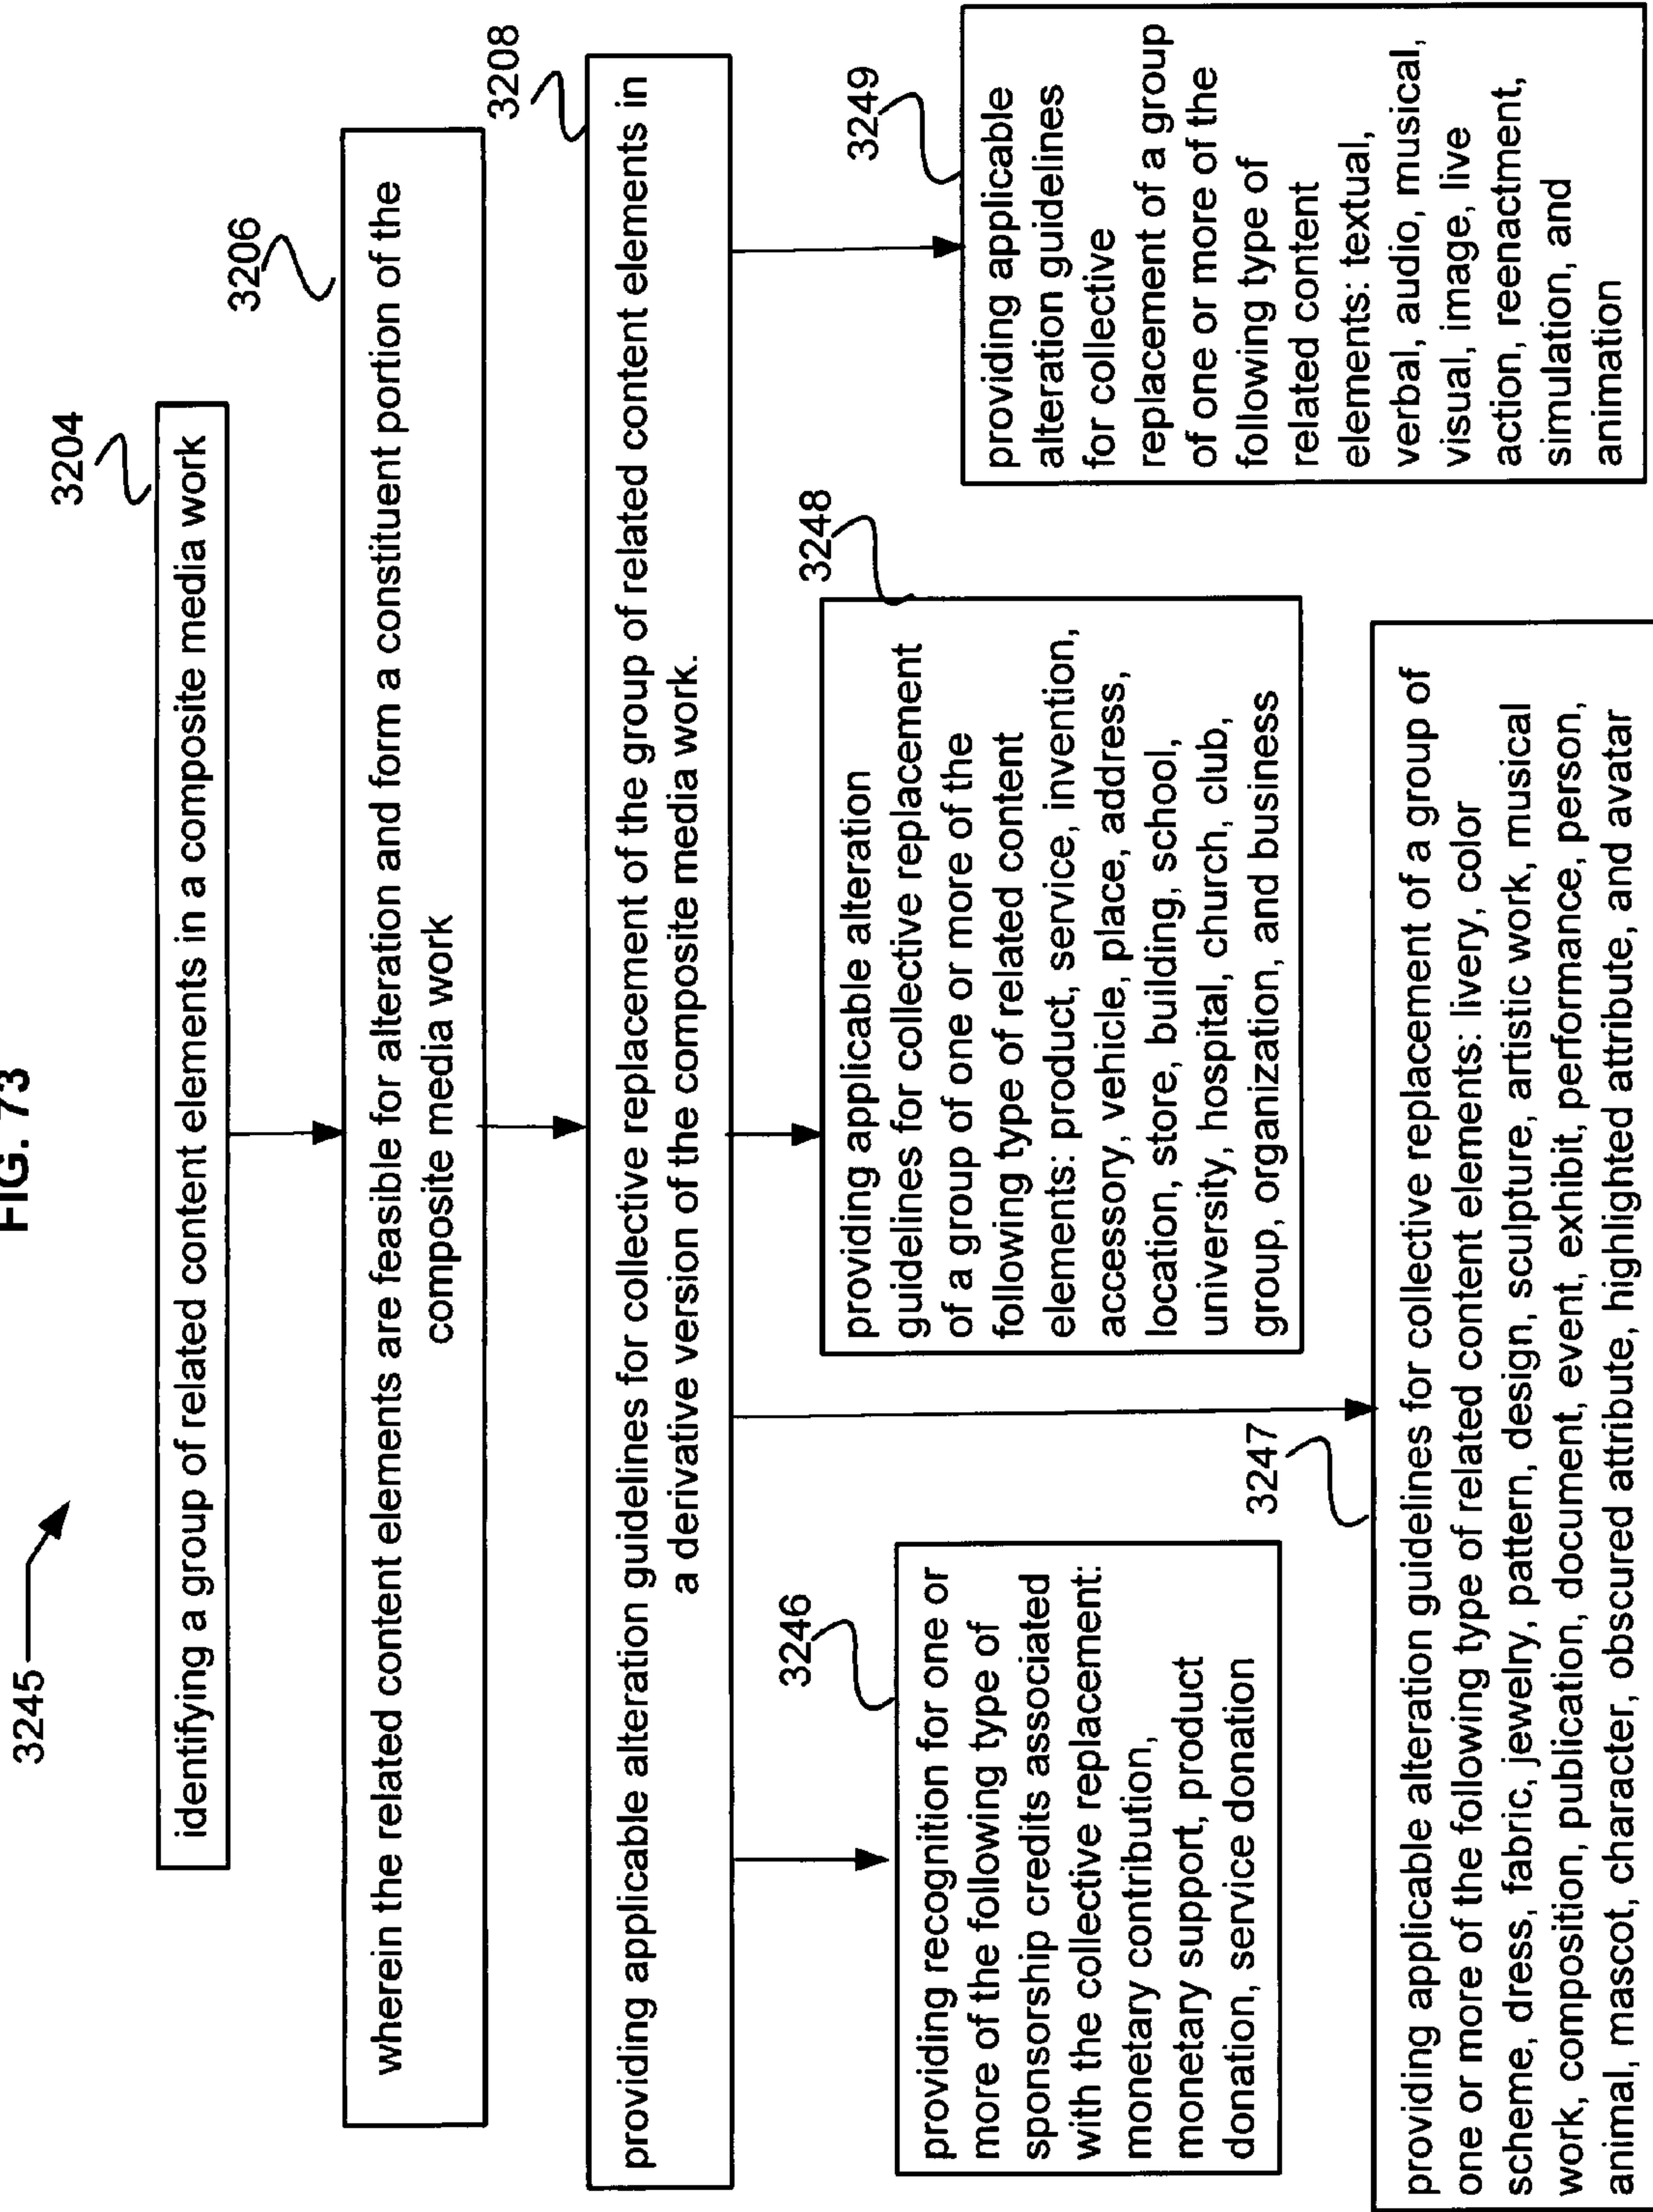 FIG. 73
3245
3204
identifying a group of related content elements in a composite media work
3206
wherein the related content elements are feasible for alteration and form a constituent portion of the
composite media work
3208
providing applicable alteration guidelines for collective replacement of the group of related content elements in
a derivative version of the composite media work.
3246
providing recognition for one or
more of the following type of
sponsorship credits associated
with the collective replacement:
monetary contribution,
monetary support, product
donation, service donation
3248
providing applicable alteration
guidelines for collective replacement
of a group of one or more of the
following type of related content
elements: product, service, invention,
accessory, vehicle, place, address,
location, store, building, school,
university, hospital, church, club,
group, organization, and business
3249
providing applicable
alteration guidelines
for collective
replacement of a group
of one or more of the
following type of
related content
elements: textual,
verbal, audio, musical,
visual, image, live
action, reenactment,
simulation, and
animation
3247
providing applicable alteration guidelines for collective replacement of a group of
one or more of the following type of related content elements: livery, color
scheme, dress, fabric, jewelry, pattern, design, sculpture, artistic work, musical
work, composition, publication, document, event, exhibit, performance, person,
animal, mascot, character, obscured attribute, highlighted attribute, and avatar